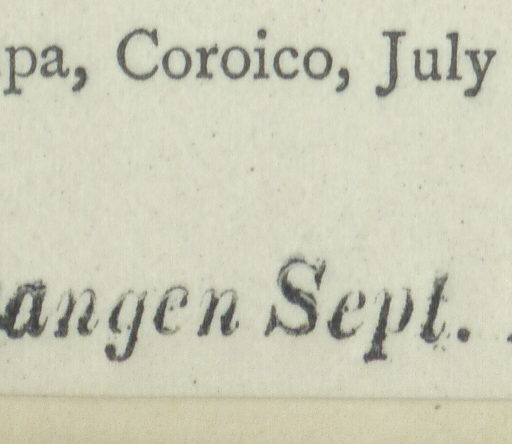 pa, Coroico, July
angen Sept.